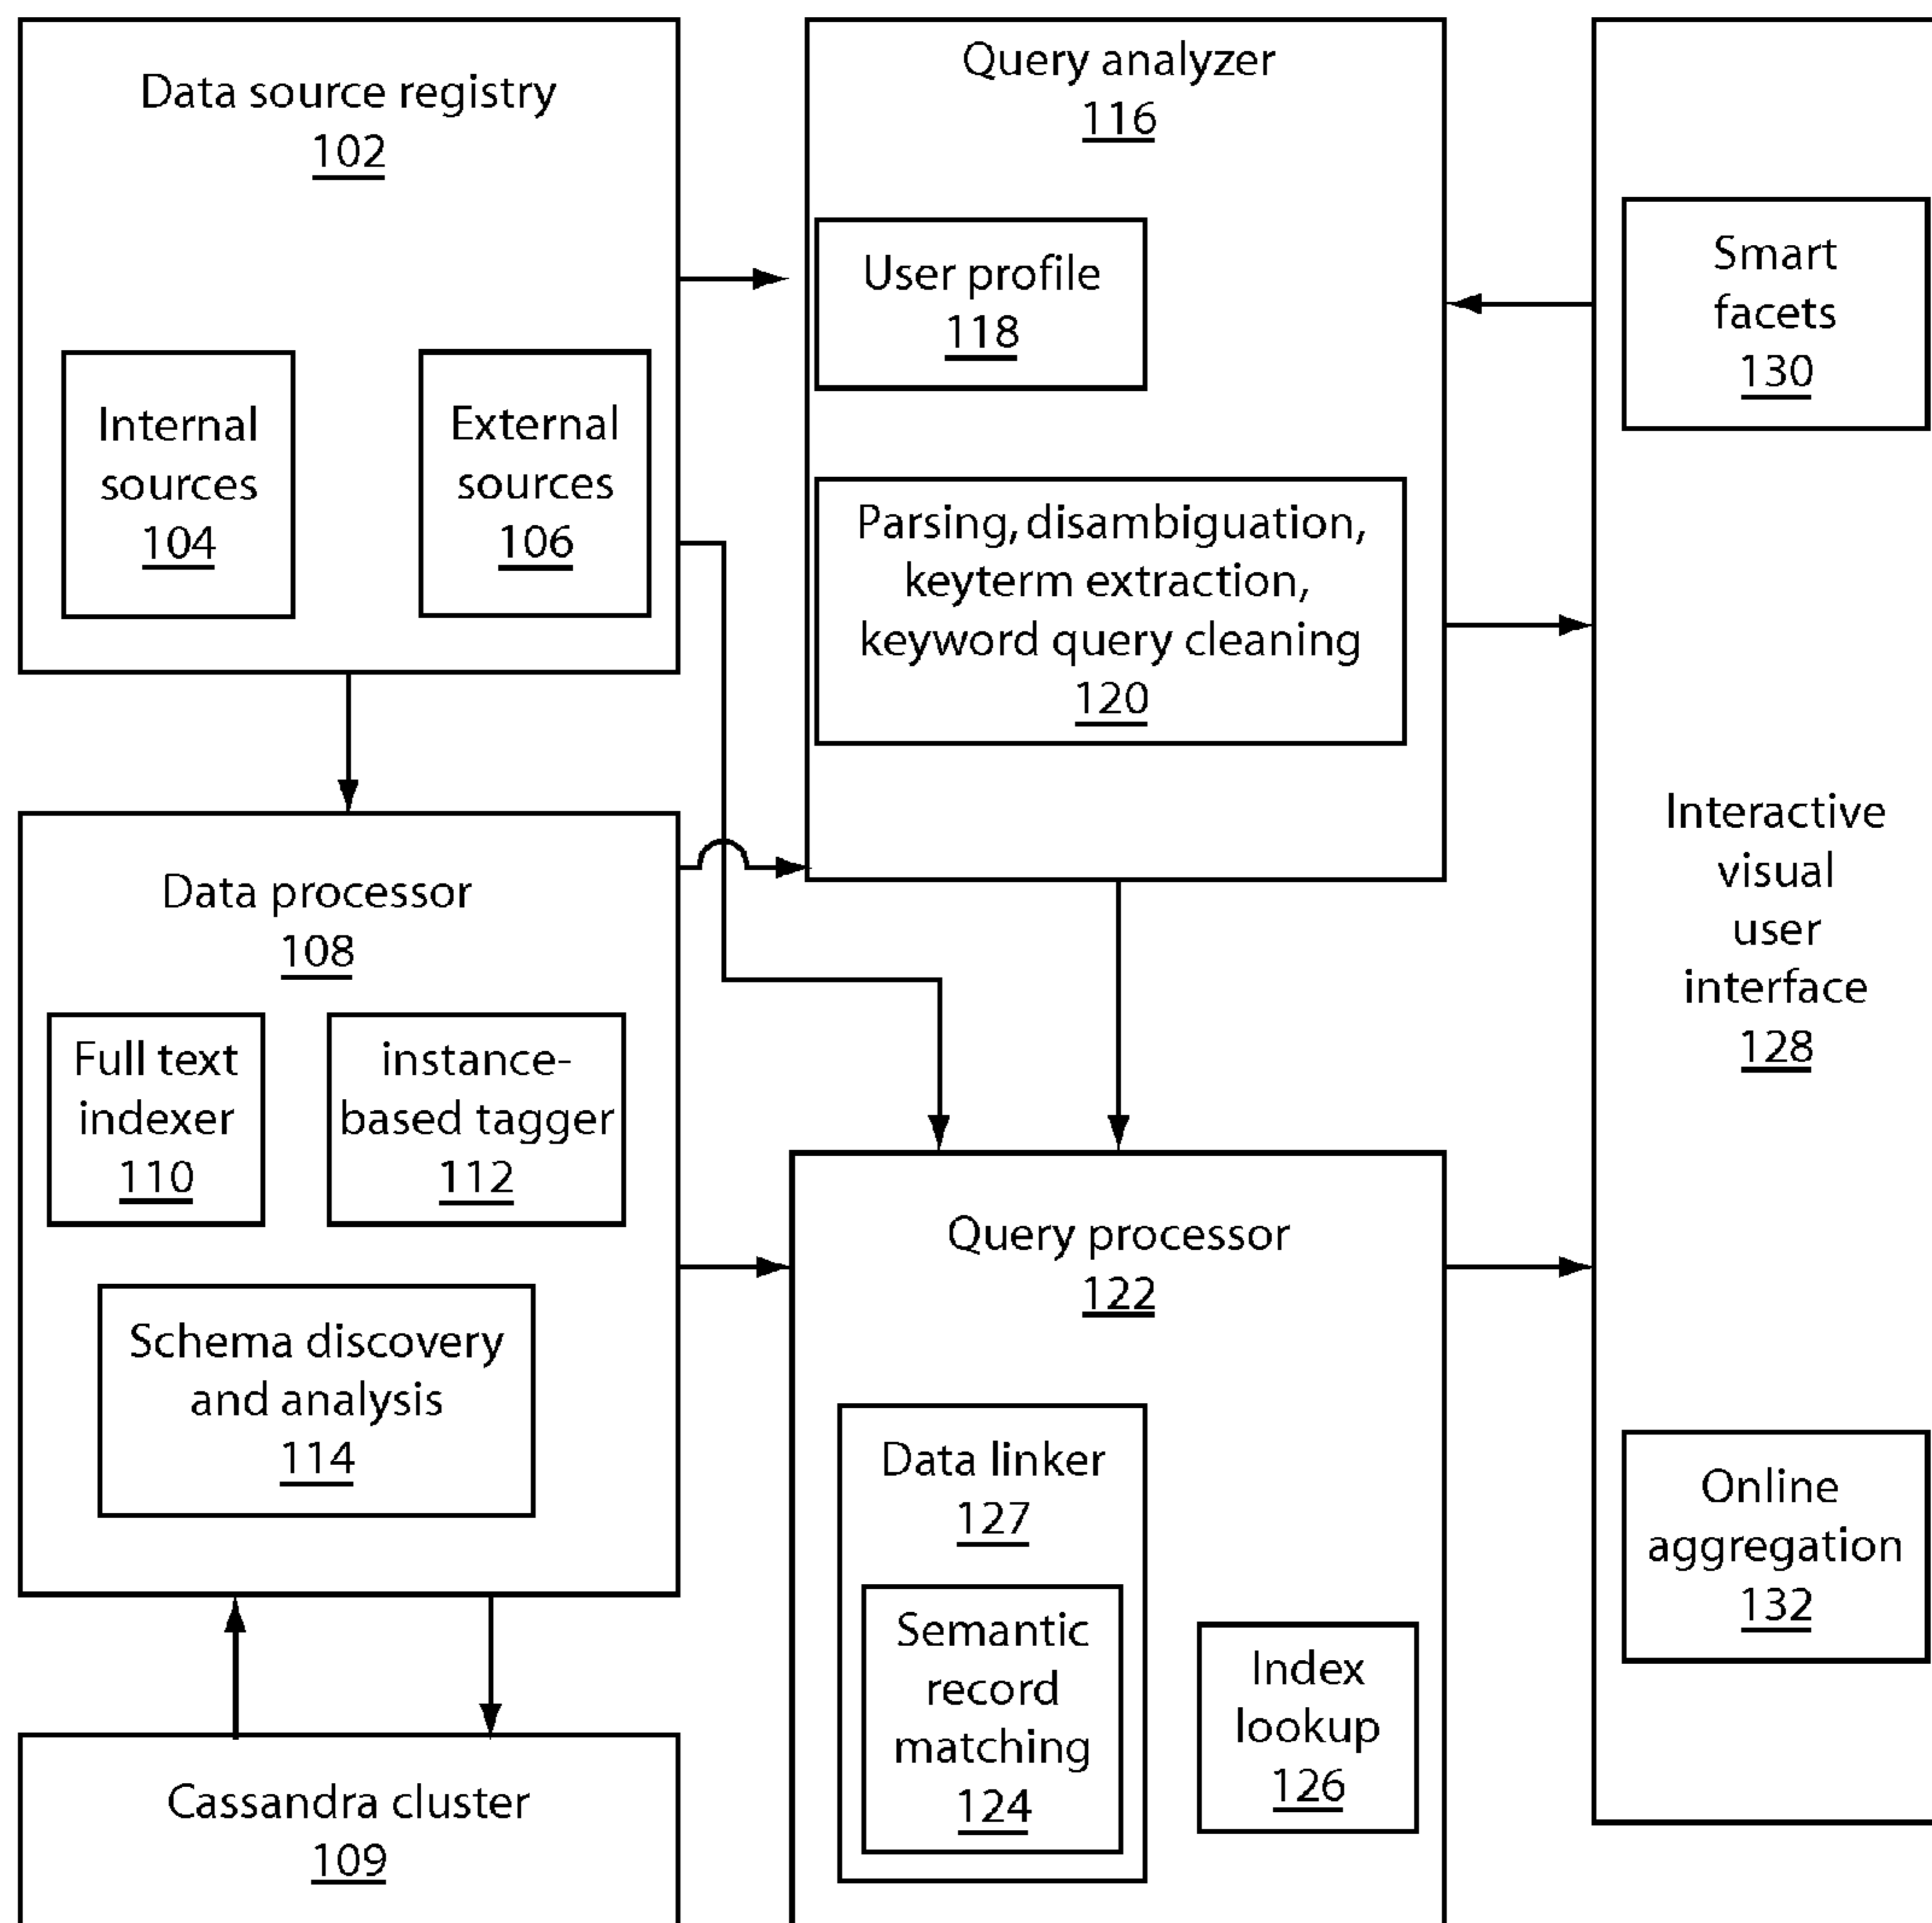 Data source registry
102
Internal
sources
104
External
sources
106
Data processor
108
Full text
indexer
110
instance-
based tagger
112
Schema discovery
and analysis
114
Cassandra cluster
109
Query analyzer
116
User profile
118
Parsing, disambiguation,
keyterm extraction,
keyword query cleaning
120
Query processor
122
Data linker
127
Semantic
record
matching
124
Index
lookup
126
Smart
facets
130
Interactive
visual
user
interface
128
Online
aggregation
132